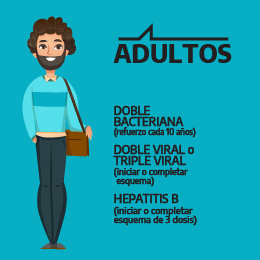 ADULTOS
DOBLE
BACTERIANA
(refuerzo cada 10 años)
DOBLE VIRAL o
TRIPLE VIRAL
(iniciar o completar
esquema)
HEPATITIS B
(iniciar o completar
esquema de 3 dosis)